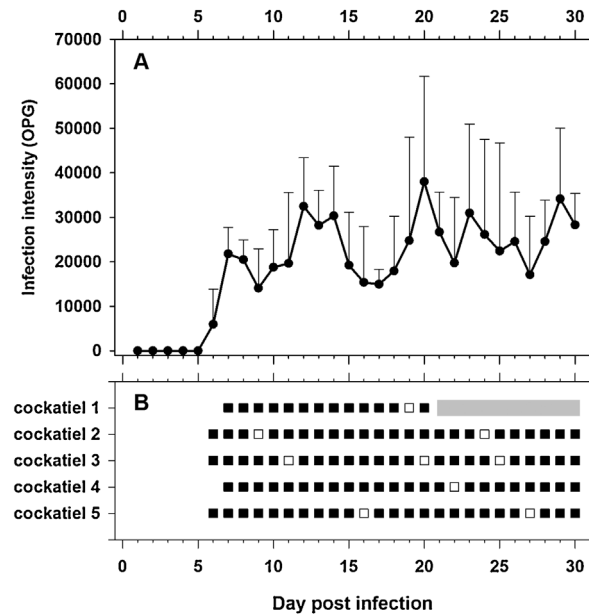 0 5 10 15 20 25 30
70000
A
60000
50000
40000
30000
20000
10000
0
Infection intensity (OPG)
B
cockatiel 1
cockatiel 2
cockatiel 3
cockatiel 4
cockatiel 5
0 5 10 15 20 25 30
Day post infection